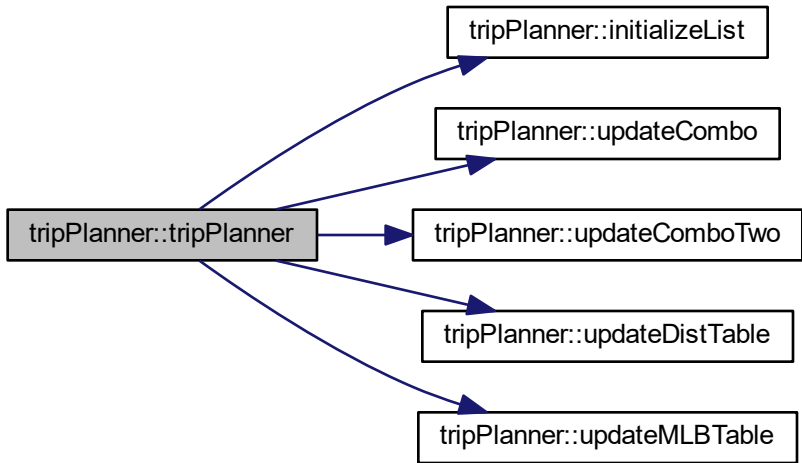 tripPlanner::initializeList
tripPlanner::updateCombo
tripPlanner::tripPlanner
tripPlanner::updateComboTwo
tripPlanner::updateDistTable
tripPlanner::updateMLBTable